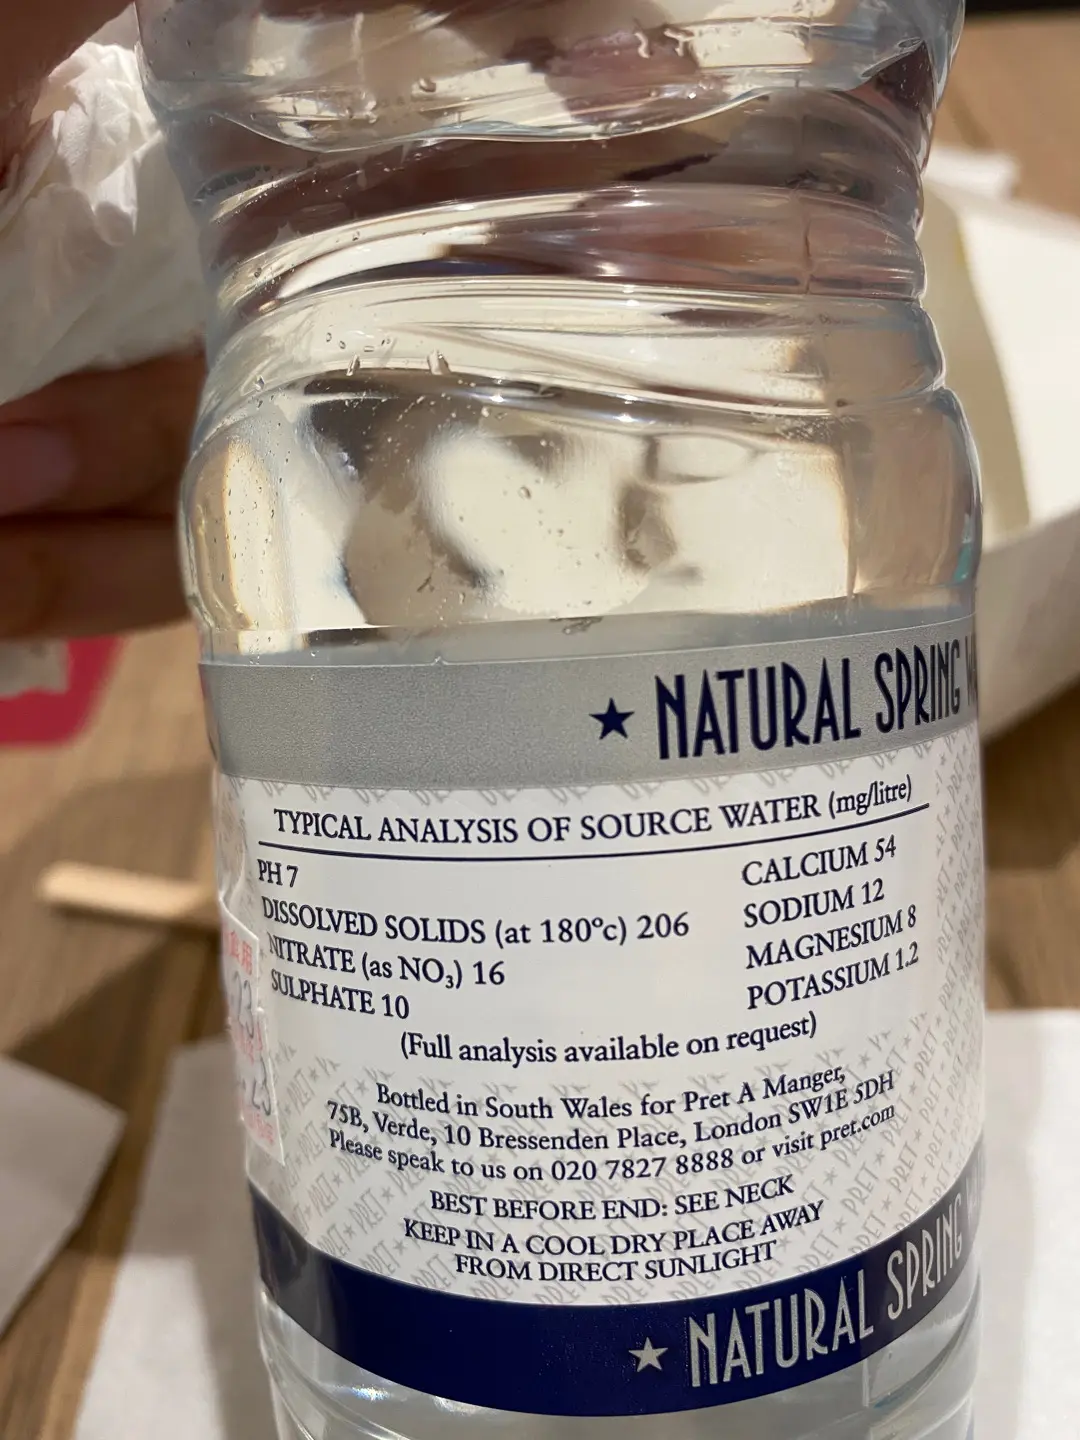 ★ NATURAL SPRING
TYPICAL ANALYSIS OF SOURCE WATER (mg/litre)
PH 7
DISSOLVED SOLIDS (at 180ºc) 206
NITRATE (as NO₃) 16
SULPHATE 10
CALCIUM 54
SODIUM 12
MAGNESIUM 8
POTASSIUM 1.2
(Full analysis available on request)
Bottled in South Wales for Pret A Manger,
75B, Verde, 10 Bressenden Place, London SW1E 5DH
Please speak to us on 020 7827 8888 or visit pret.com
BEST BEFORE END: SEE NECK
KEEP IN A COOL DRY PLACE AWAY
FROM DIRECT SUNLIGHT
★ NATURAL SPRING